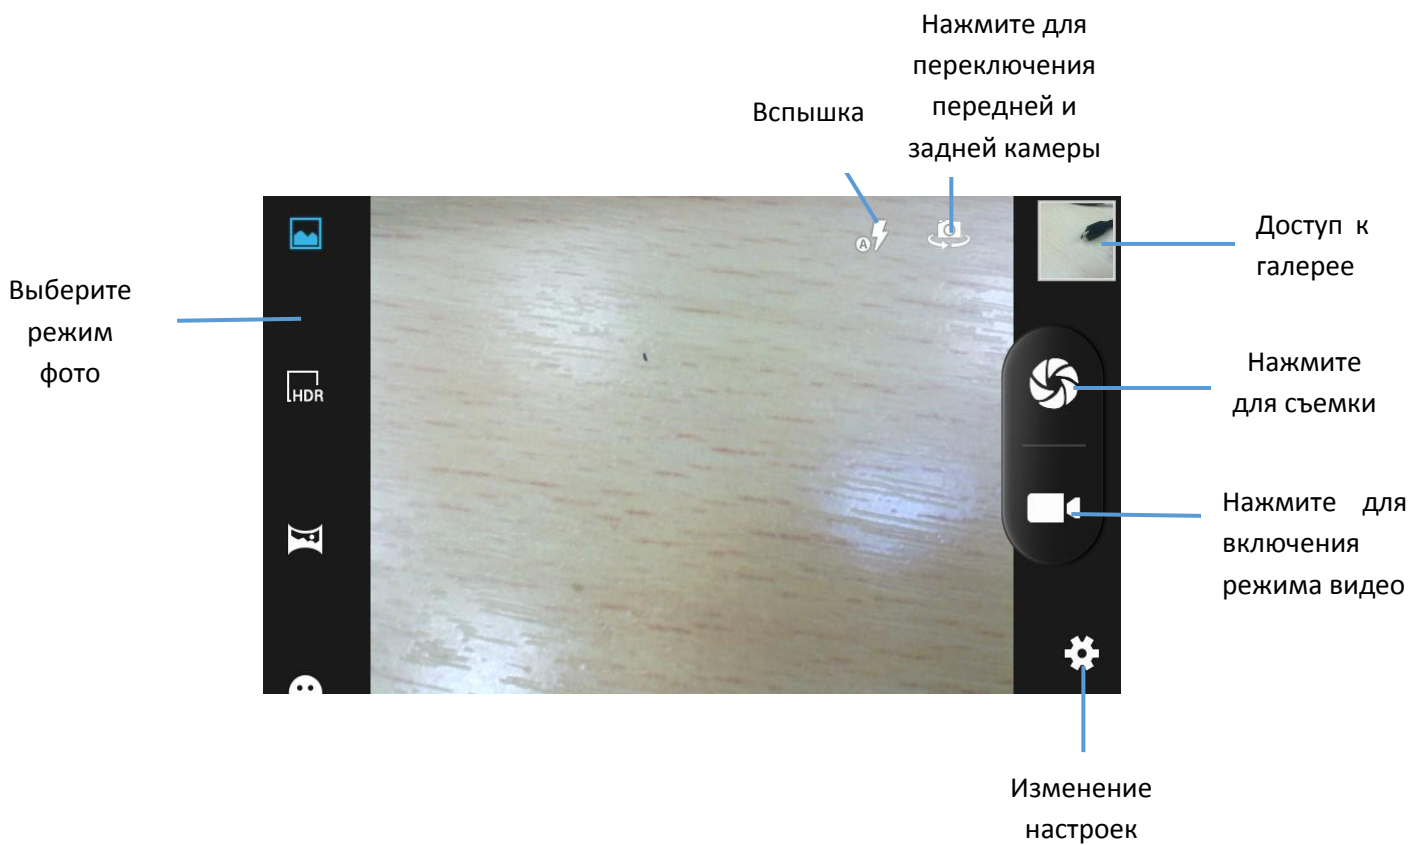 Нажмите для
переключения
передней и
задней камеры
Вспышка
A
Доступ к
галерее
Выберите
режим
фото
HDR
Нажмите
для съемки
Нажмите для
включения
режима видео
Изменение
настроек